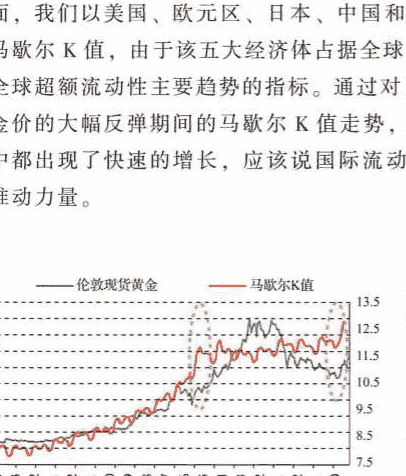 面，我们以美国、欧元区、日本、中国和
马歇尔 K 值，由于该五大经济体占据全球
全球超额流动性主要趋势的指标。通过对
金价的大幅反弹期间的马歇尔 K 值走势，
中都出现了快速的增长，应该说国际流动
推动力量。
伦敦现货黄金 马歇尔K值
13.5
12.5
11.5
10.5
9.5
8.5
7.5